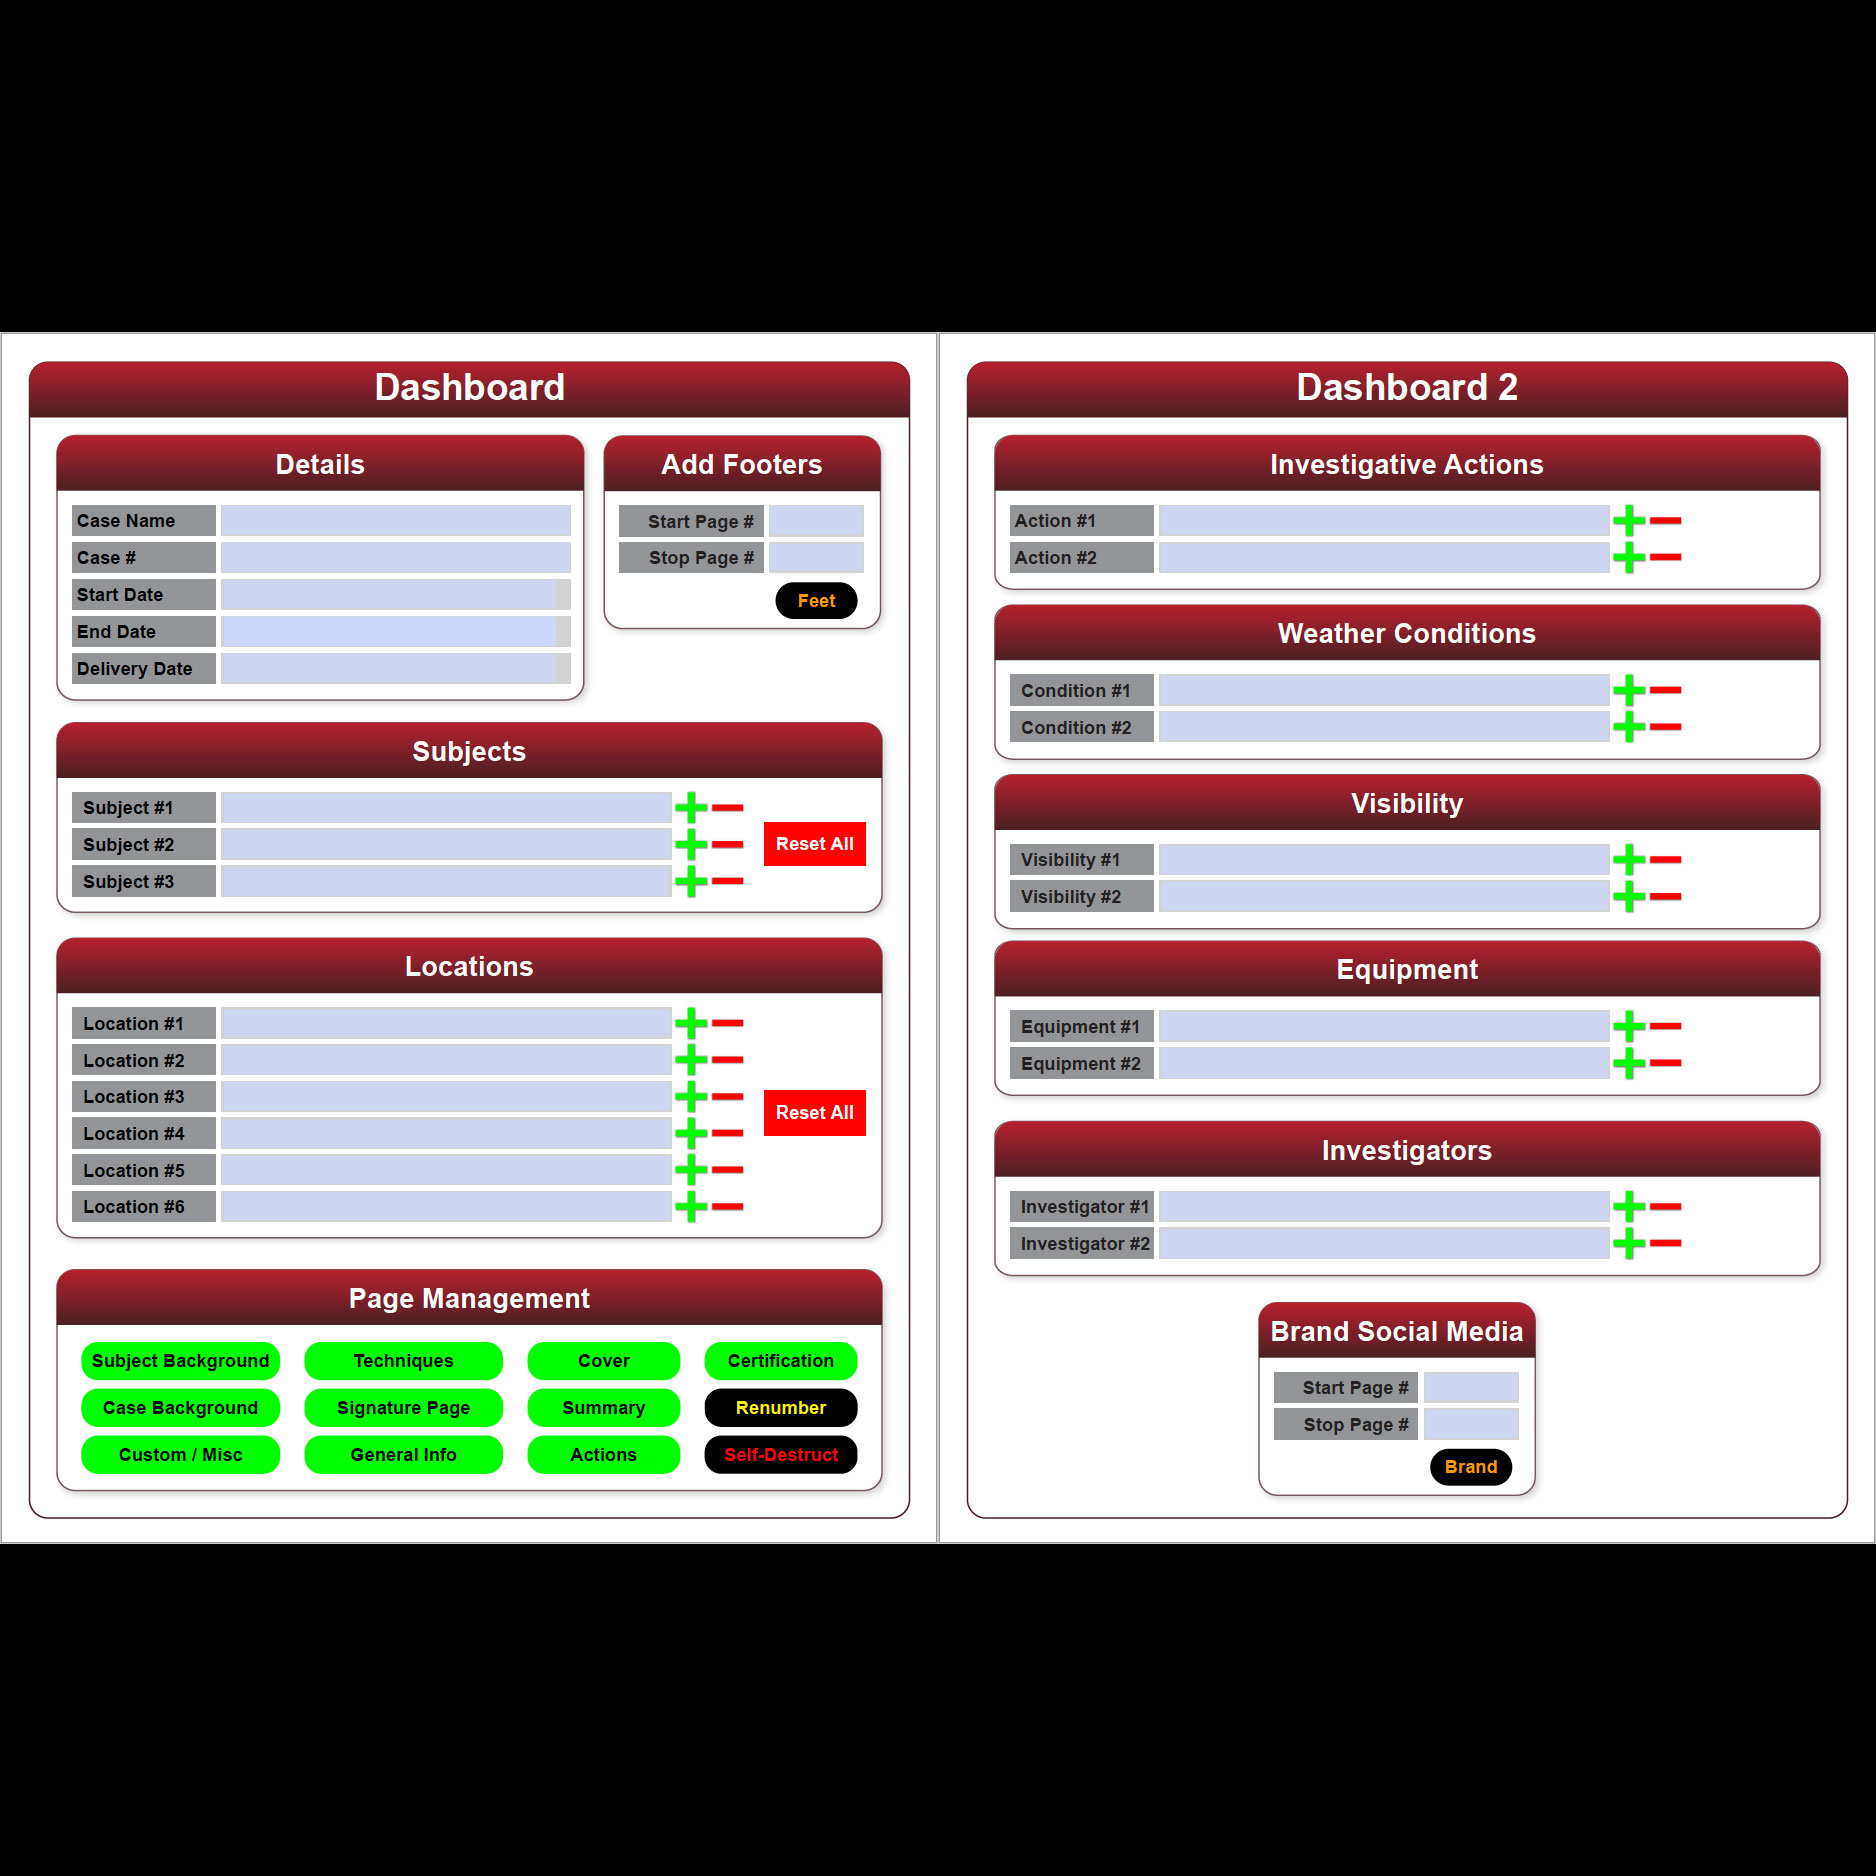 Dashboard
Details
Case Name
Case #
Start Date
End Date
Delivery Date
Add Footers
Start Page #
Stop Page #
Feet
Subjects
Subject #1
Subject #2
Subject #3
Reset All
Locations
Location #1
Location #2
Location #3
Location #4
Location #5
Location #6
Reset All
Page Management
Subject Background Techniques Cover Certification
Case Background Signature Page Summary Renumber
Custom / Misc General Info Actions Self-Destruct
Dashboard 2
Investigative Actions
Action #1
Action #2
Weather Conditions
Condition #1
Condition #2
Visibility
Visibility #1
Visibility #2
Equipment
Equipment #1
Equipment #2
Investigators
Investigator #1
Investigator #2
Brand Social Media
Start Page #
Stop Page #
Brand